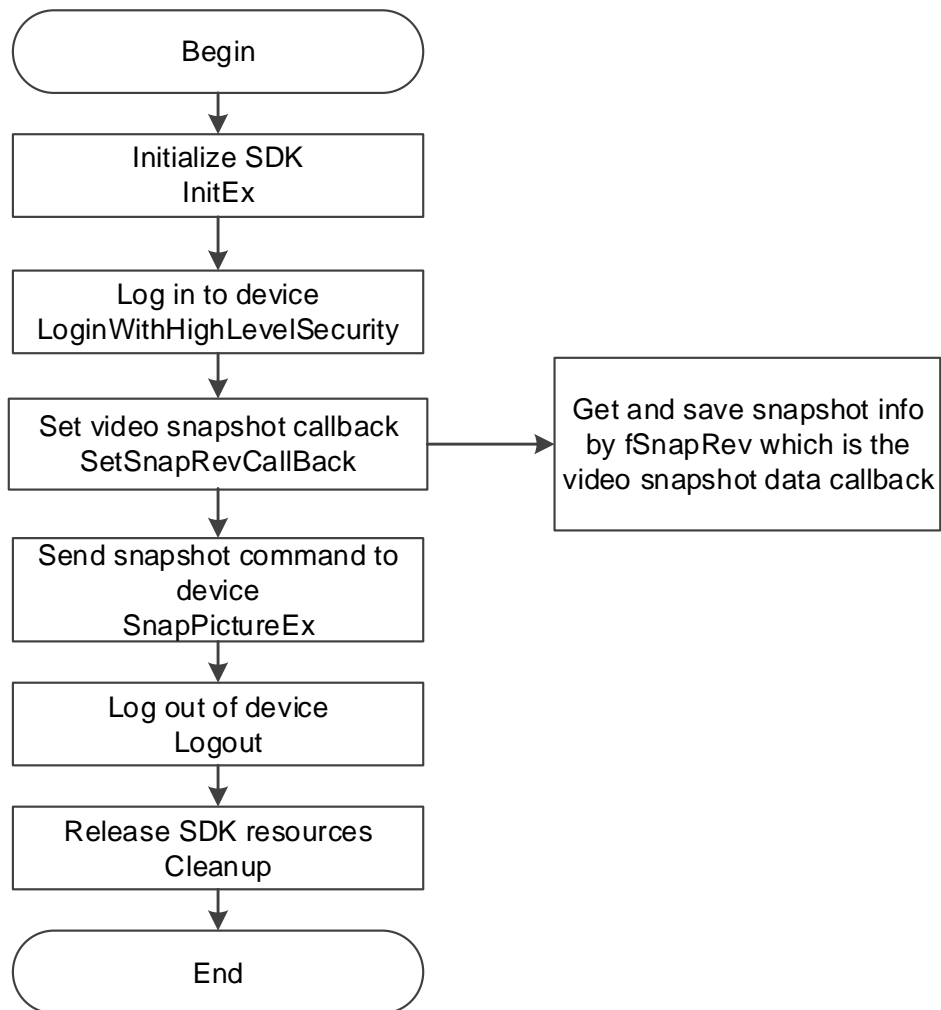 Begin
Initialize SDK
InitEx
Log in to device
LoginWithHighLevelSecurity
Set video snapshot callback
SetSnapRevCallBack
Get and save snapshot info
by fSnapRev which is the
video snapshot data callback
Send snapshot command to
device
SnapPictureEx
Log out of device
Logout
Release SDK resources
Cleanup
End